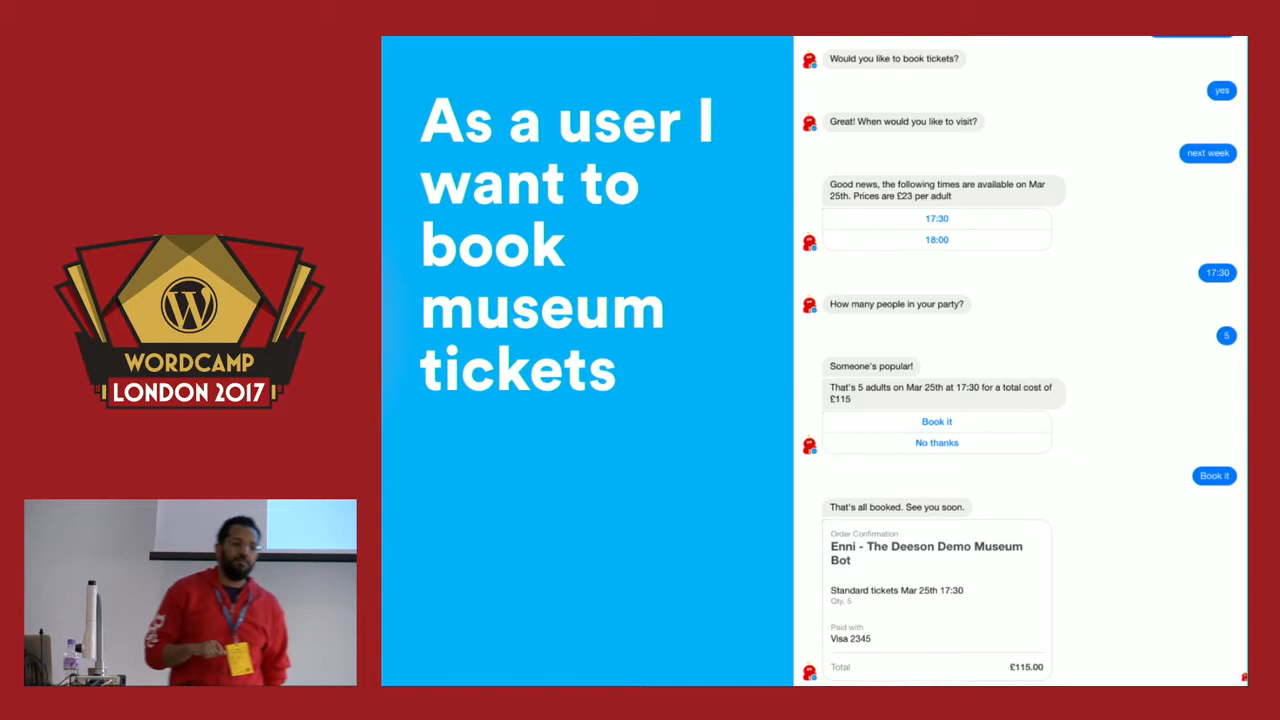 As a user I
want to
book
museum
tickets
Would you like to book tickets?
yes
Great! When would you like to visit?
next week
Good news, the following times are available on Mar
25th. Prices are £23 per adult
17:30
18:00
17:30
How many people in your party?
5
Someone's popular!
That's 5 adults on Mar 25th at 17:30 for a total cost of
£115
Book it
No thanks
Book it
That's all booked. See you soon.
Order Confirmation
Enni - The Deeson Demo Museum
Bot
Standard tickets Mar 25th 17:30
Qty. 5
Paid with
Visa 2345
Total £115.00
W
WORDCAMP
LONDON 2017